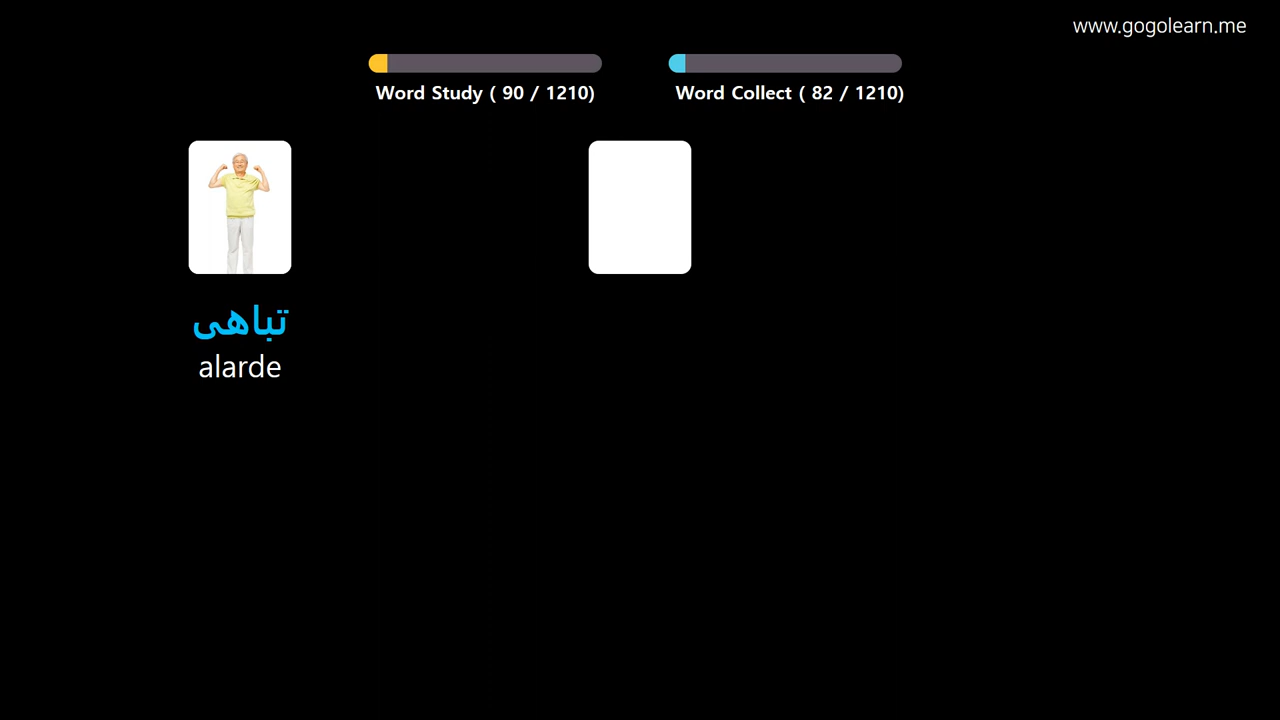 www.gogolearn.me
Word Study ( 90 / 1210)
Word Collect ( 82 / 1210)
تباهی
alarde